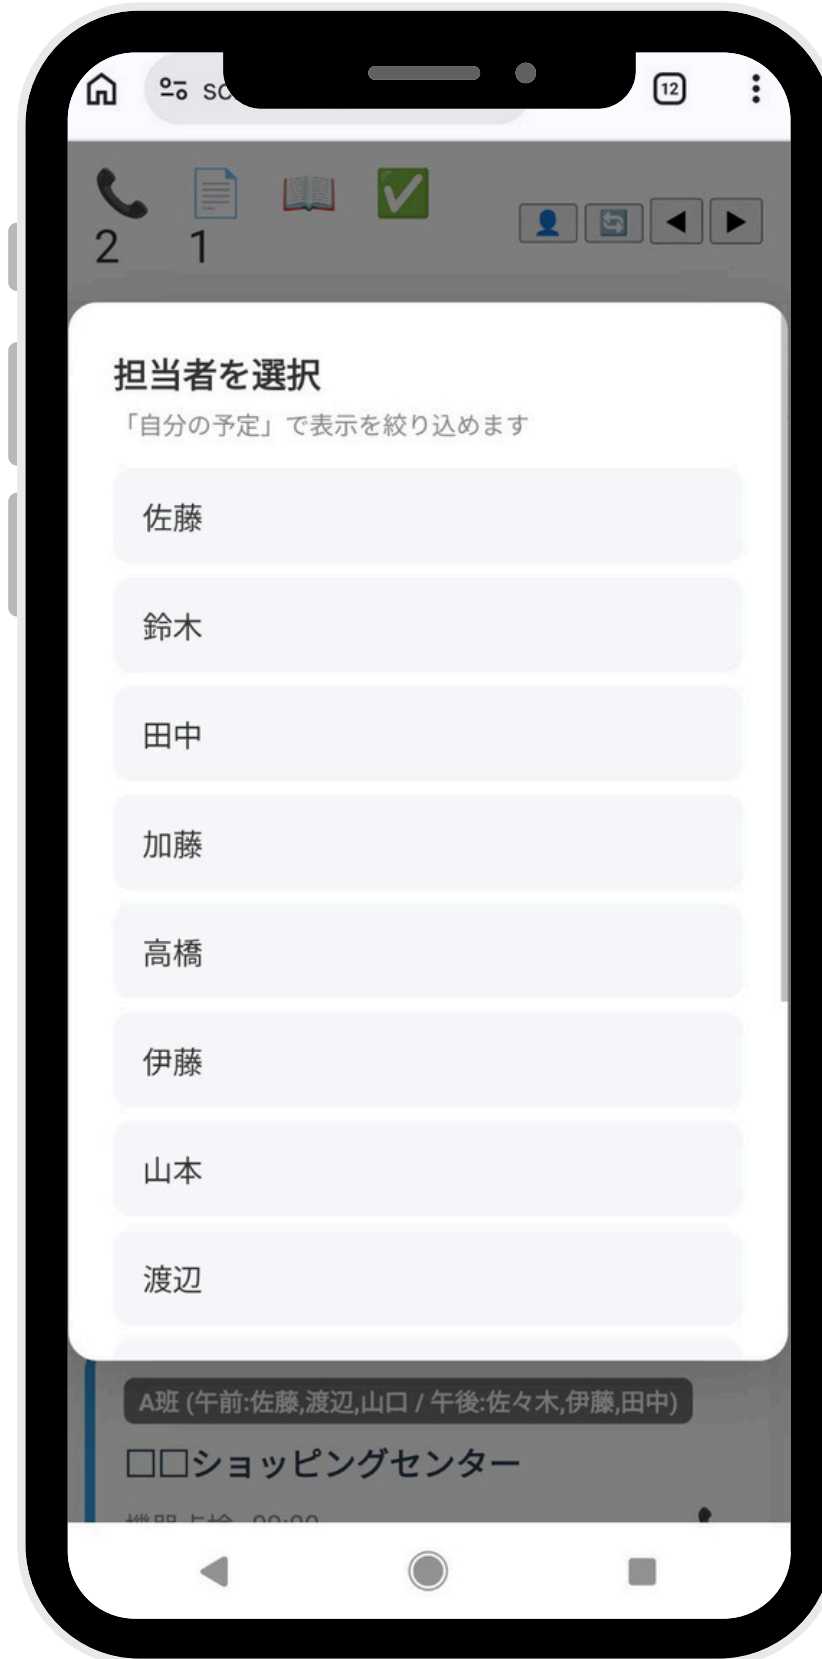 12
2
1
担当者を選択
「自分の予定」で表示を絞り込めます
佐藤
鈴木
田中
加藤
高橋
伊藤
山本
渡辺
A班 (午前:佐藤,渡辺,山口 / 午後:佐々木,伊藤,田中)
□□ショッピングセンター